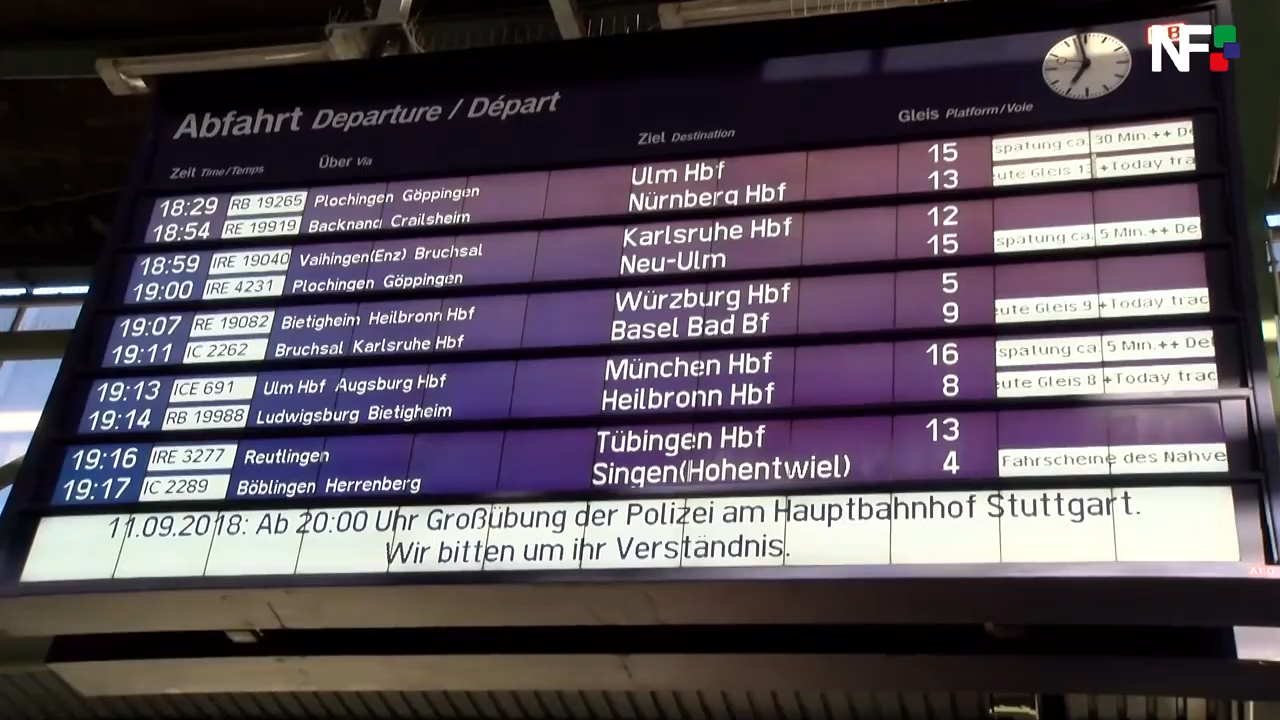 NF
Abfahrt Departure / Départ
Zeit Time/Temps Über Via Ziel Destination Gleis Platform/Voie
18:29 RB 19265 Plochingen Göppingen Ulm Hbf 15 spätung ca. 30 Min.++ De
18:54 RE 19919 Backnang Crailsheim Nürnberg Hbf 13 ute Gleis 13 +Today tra
18:59 IRE 19040 Vaihingen(Enz) Bruchsal Karlsruhe Hbf 12
19:00 IRE 4231 Plochingen Göppingen Neu-Ulm 15 spätung ca. 5 Min.++ De
19:07 RE 19082 Bietigheim Heilbronn Hbf Würzburg Hbf 5
19:11 IC 2262 Bruchsal Karlsruhe Hbf Basel Bad Bf 9 ute Gleis 9 +Today trac
19:13 ICE 691 Ulm Hbf Augsburg Hbf München Hbf 16 spätung ca. 5 Min.++ De
19:14 RB 19988 Ludwigsburg Bietigheim Heilbronn Hbf 8 ute Gleis 8 +Today trac
19:16 IRE 3277 Reutlingen Tübingen Hbf 13
19:17 IC 2289 Böblingen Herrenberg Singen(Hohentwiel) 4 Fahrscheine des Nahve
11.09.2018: Ab 20:00 Uhr Großübung der Polizei am Hauptbahnhof Stuttgart.
Wir bitten um ihr Verständnis.